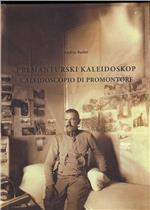 PREMANTURSKI KALEIDOSKOP
CALEIDOSCOPIO DI PROMONTORE